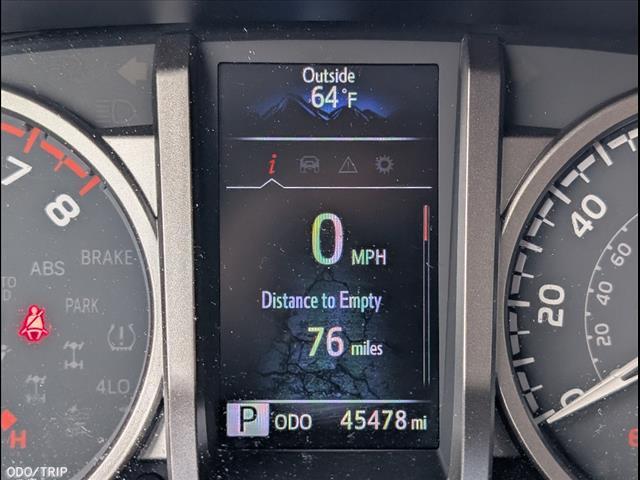 Outside
64°F
i
0 MPH
Distance to Empty
76 miles
P ODO 45478 mi
7
8
BRAKE
ABS
PARK
4LO
H
ODO/TRIP
40
20
0
60
40
20